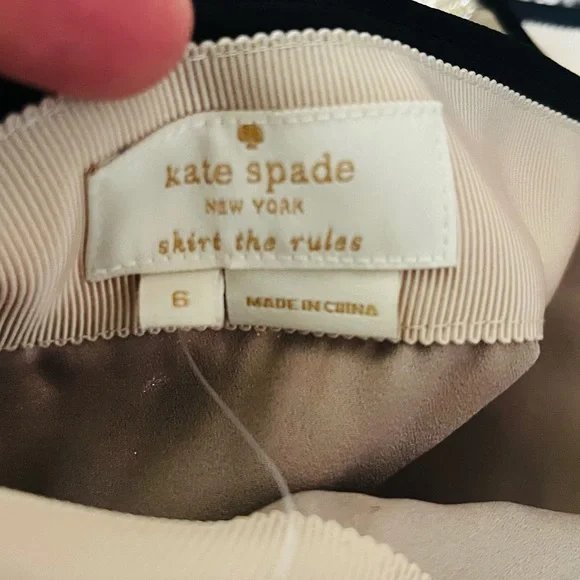 kate spade
NEW YORK
skirt the rules
6
MADE IN CHINA